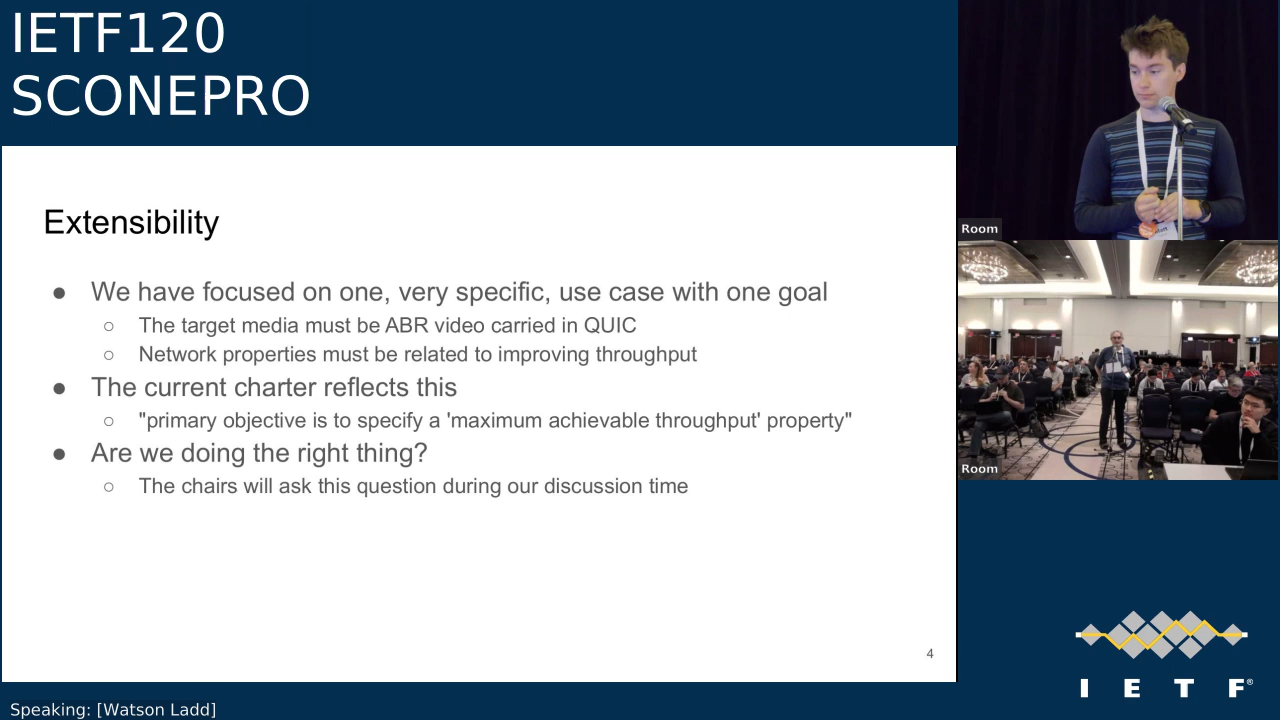 IETF120
SCONEPRO
Extensibility
● We have focused on one, very specific, use case with one goal
○ The target media must be ABR video carried in QUIC
○ Network properties must be related to improving throughput
● The current charter reflects this
○ "primary objective is to specify a 'maximum achievable throughput' property"
● Are we doing the right thing?
○ The chairs will ask this question during our discussion time
4
Room
Room
I E T F®
Speaking: [Watson Ladd]